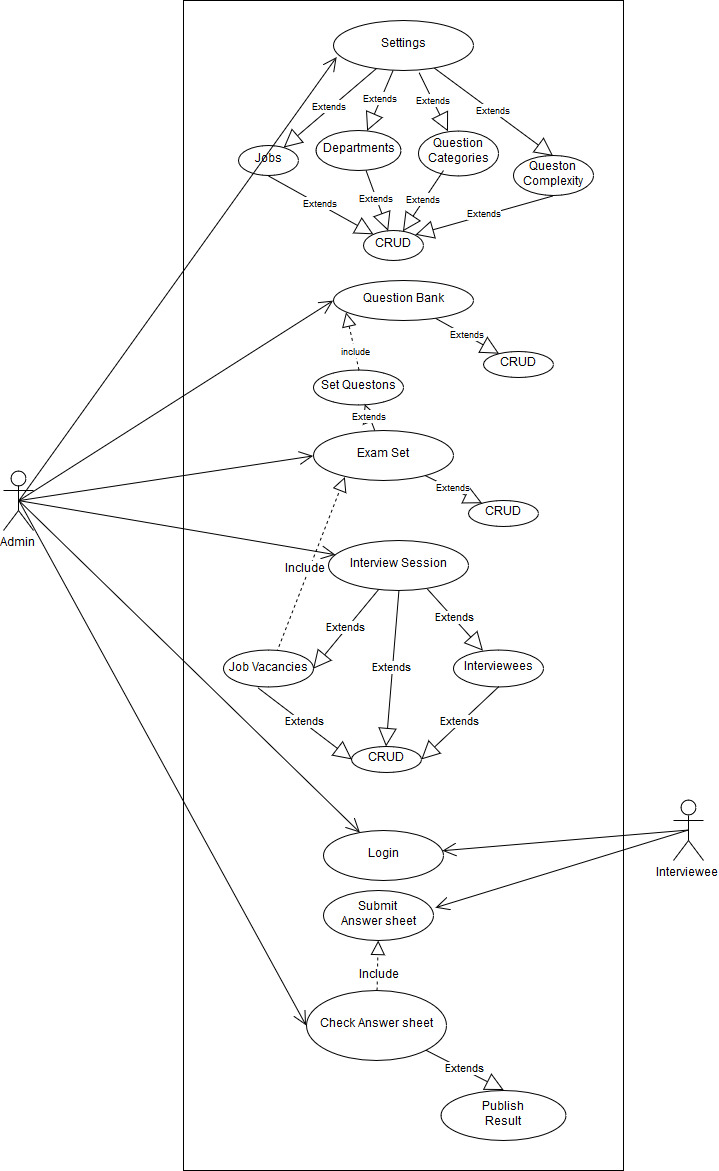 Settings
Extends
Extends
Extends
Extends
Jobs
Departments
Question
Categories
Queston
Complexity
Extends
Extends
Extends
Extends
CRUD
Question Bank
Extends
include
CRUD
Set Questons
Extends
Exam Set
Extends
CRUD
Admin
Interview Session
Include
Extends
Extends
Extends
Job Vacancies
Interviewees
Extends
Extends
CRUD
Login
Interviewee
Submit
Answer sheet
Include
Check Answer sheet
Extends
Publish
Result